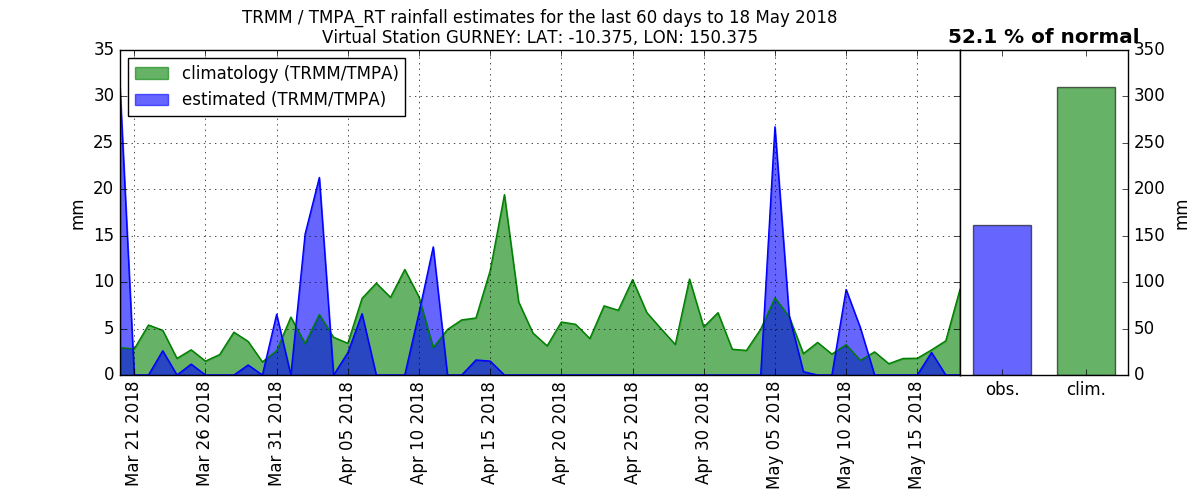 TRMM / TMPA_RT rainfall estimates for the last 60 days to 18 May 2018
Virtual Station GURNEY: LAT: -10.375, LON: 150.375
52.1 % of normal
climatology (TRMM/TMPA)
estimated (TRMM/TMPA)
35
30
25
20
15
10
5
0
mm
Mar 21 2018
Mar 26 2018
Mar 31 2018
Apr 05 2018
Apr 10 2018
Apr 15 2018
Apr 20 2018
Apr 25 2018
Apr 30 2018
May 05 2018
May 10 2018
May 15 2018
350
300
250
200
150
100
50
0
mm
obs.
clim.